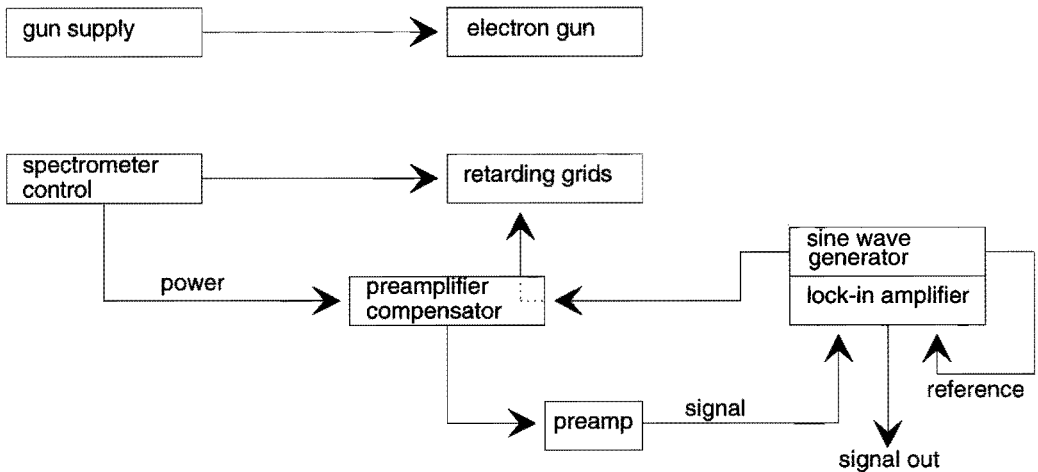 gun supply
electron gun
spectrometer
control
retarding grids
sine wave
generator
power
preamplifier
compensator
lock-in amplifier
reference
preamp
signal
signal out